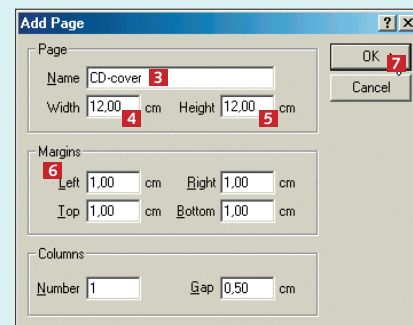 Add Page
Page
OK 7
Name CD-cover 3
Cancel
Width 12,00 cm Height 12,00 cm
4 5
Margins
6
Left 1,00 cm Right 1,00 cm
Top 1,00 cm Bottom 1,00 cm
Columns
Number 1 Gap 0,50 cm